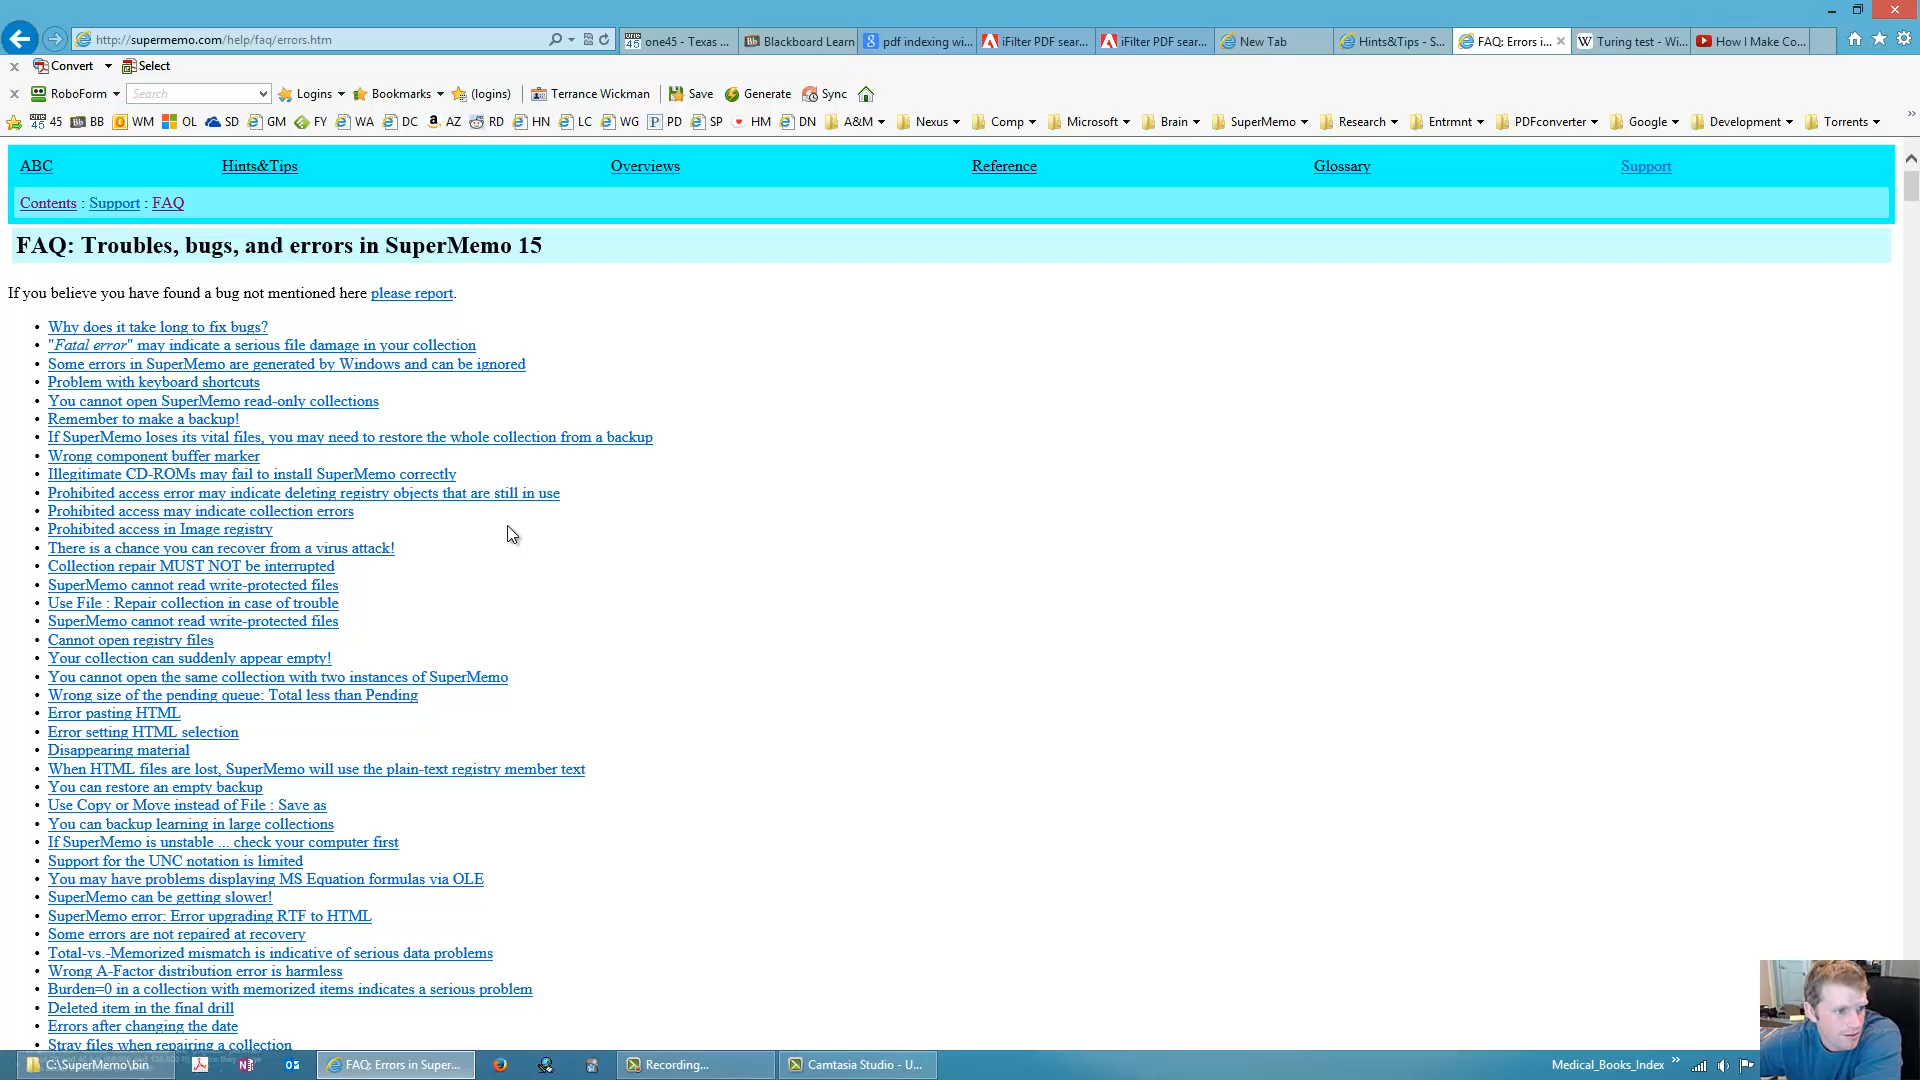 http://supermemo.com/help/faq/errors.htm
one45 - Texas ...
Blackboard Learn
pdf indexing wi...
iFilter PDF sear...
iFilter PDF sear...
New Tab
Hints&Tips - S...
FAQ: Errors i...
Turing test - Wi...
How I Make Co...
x Convert Select
x RoboForm Search Logins Bookmarks (logins) Terrance Wickman Save Generate Sync
45 BB WM OL SD GM FY WA DC AZ RD HN LC WG PD SP HM DN A&M Nexus Comp Microsoft Brain SuperMemo Research Entrmnt PDFconverter Google Development Torrents
ABC Hints&Tips Overviews Reference Glossary Support
Contents : Support : FAQ
FAQ: Troubles, bugs, and errors in SuperMemo 15
If you believe you have found a bug not mentioned here please report.
• Why does it take long to fix bugs?
• "Fatal error" may indicate a serious file damage in your collection
• Some errors in SuperMemo are generated by Windows and can be ignored
• Problem with keyboard shortcuts
• You cannot open SuperMemo read-only collections
• Remember to make a backup!
• If SuperMemo loses its vital files, you may need to restore the whole collection from a backup
• Wrong component buffer marker
• Illegitimate CD-ROMs may fail to install SuperMemo correctly
• Prohibited access error may indicate deleting registry objects that are still in use
• Prohibited access may indicate collection errors
• Prohibited access in Image registry
• There is a chance you can recover from a virus attack!
• Collection repair MUST NOT be interrupted
• SuperMemo cannot read write-protected files
• Use File : Repair collection in case of trouble
• SuperMemo cannot read write-protected files
• Cannot open registry files
• Your collection can suddenly appear empty!
• You cannot open the same collection with two instances of SuperMemo
• Wrong size of the pending queue: Total less than Pending
• Error pasting HTML
• Error setting HTML selection
• Disappearing material
• When HTML files are lost, SuperMemo will use the plain-text registry member text
• You can restore an empty backup
• Use Copy or Move instead of File : Save as
• You can backup learning in large collections
• If SuperMemo is unstable ... check your computer first
• Support for the UNC notation is limited
• You may have problems displaying MS Equation formulas via OLE
• SuperMemo can be getting slower!
• SuperMemo error: Error upgrading RTF to HTML
• Some errors are not repaired at recovery
• Total-vs.-Memorized mismatch is indicative of serious data problems
• Wrong A-Factor distribution error is harmless
• Burden=0 in a collection with memorized items indicates a serious problem
• Deleted item in the final drill
• Errors after changing the date
• Stray files when repairing a collection
C:\SuperMemo\bin
FAQ: Errors in Super...
Recording...
Camtasia Studio - U...
Medical_Books_Index